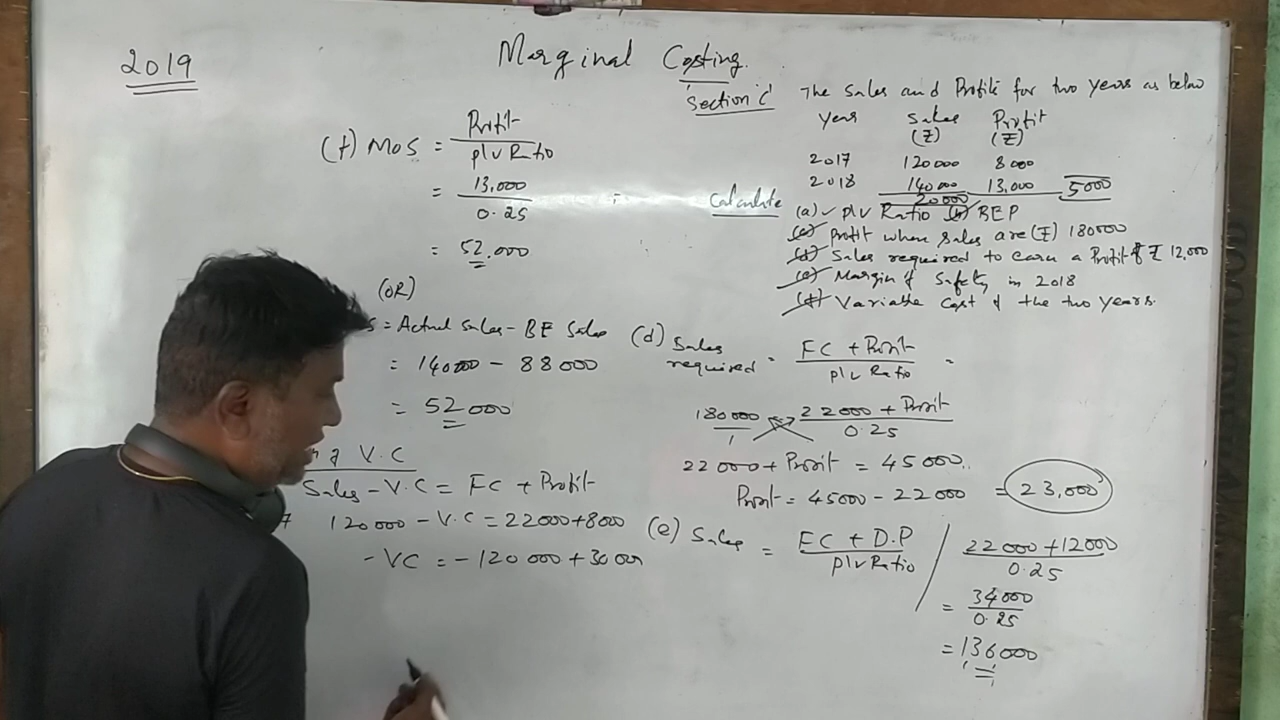 2019
Marginal Costing.
Section 'C'
The Sales and Profits for two years as below
Year Sales Profit
(₹) (₹)
2017 120000 8000
2018 140000 13,000 5000
20000
Calculate
(a) P/v Ratio (b) BEP
(c) Profit when sales are (₹) 180000
(d) Sales required to earn a Profit of ₹ 12,000
(e) Margin of Safety in 2018
(f) Variable Cost of the two years.
(f) MoS = Profit / P/v Ratio
= 13,000 / 0.25
= 52,000
(OR)
S = Actual Sales - BE Sales
= 140000 - 88000
= 52000
V.C
Sales - V.C = FC + Profit
7 120000 - V.C = 22000+8000
- VC = - 120000 + 30000
(d) Sales required = FC + Profit / P/v Ratio =
180000 / 1 = 22000 + Profit / 0.25
22000 + Profit = 45000..
Profit = 45000 - 22000 = 23,000
(e) Sales = FC + D.P / P/v Ratio / 22000+12000 / 0.25
= 34000 / 0.25
= 136000